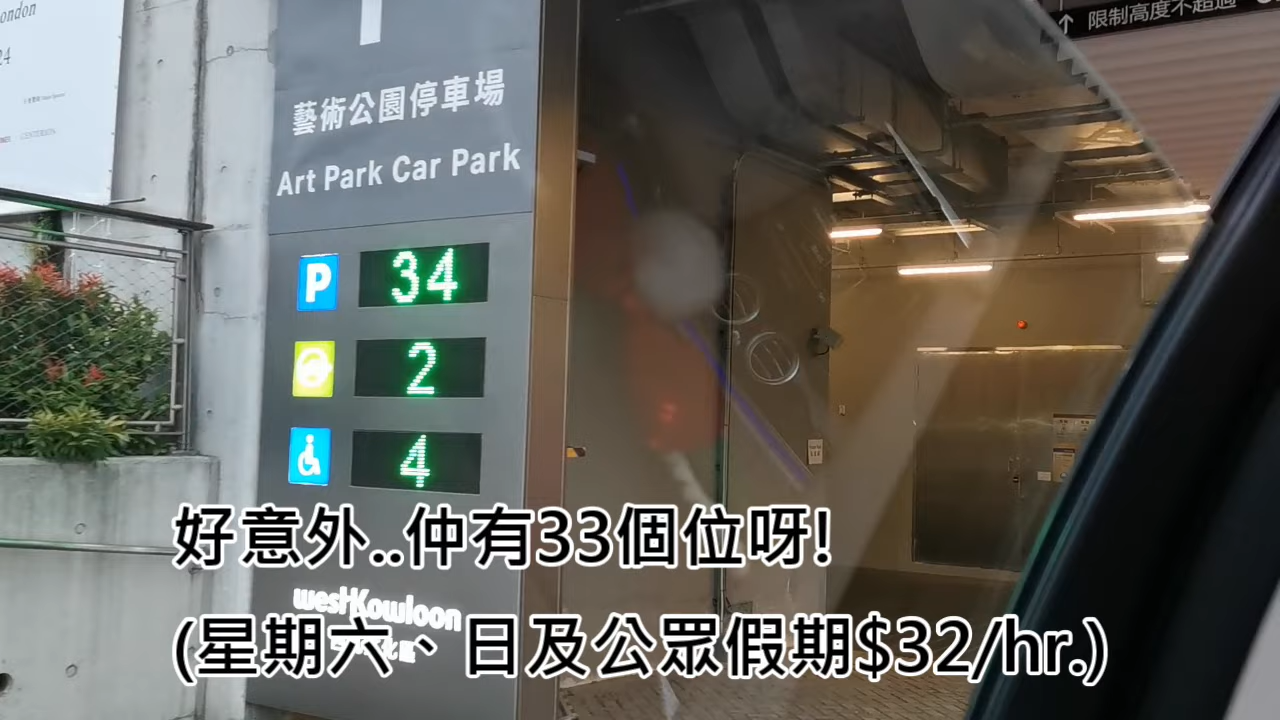 ondon
24
限制高度不超過
藝術公園停車場
Art Park Car Park
P 34
2
4
好意外..仲有33個位呀!
westKowloon
(星期六、日及公眾假期$32/hr.)